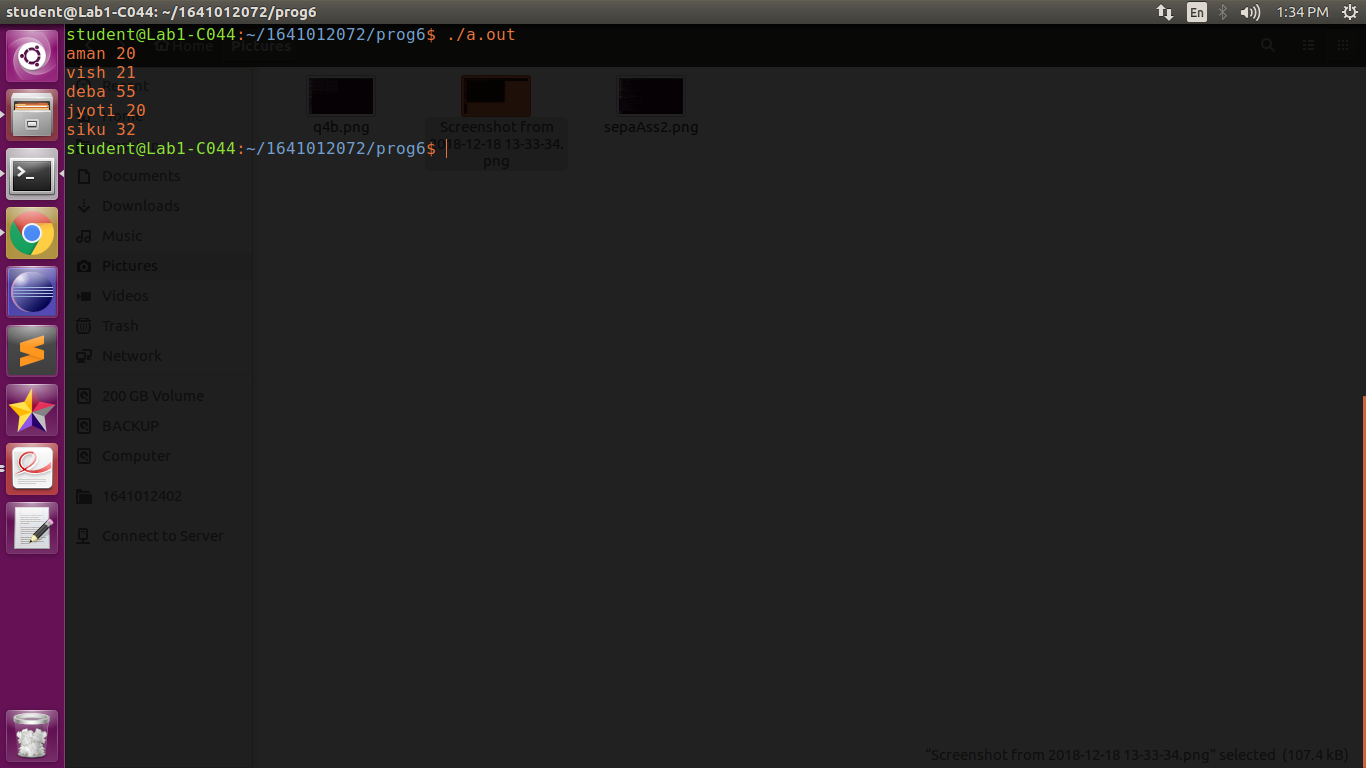 student@Lab1-C044: ~/1641012072/prog6
En
1:34 PM
student@Lab1-C044:~/1641012072/prog6$ ./a.out
aman 20
vish 21
deba 55
jyoti 20
siku 32
student@Lab1-C044:~/1641012072/prog6$
Home
Pictures
q4b.png
Screenshot from
2018-12-18 13-33-34.
png
sepaAss2.png
Documents
Downloads
Music
Pictures
Videos
Trash
Network
200 GB Volume
BACKUP
Computer
1641012402
Connect to Server
"Screenshot from 2018-12-18 13-33-34.png" selected (107.4 kB)